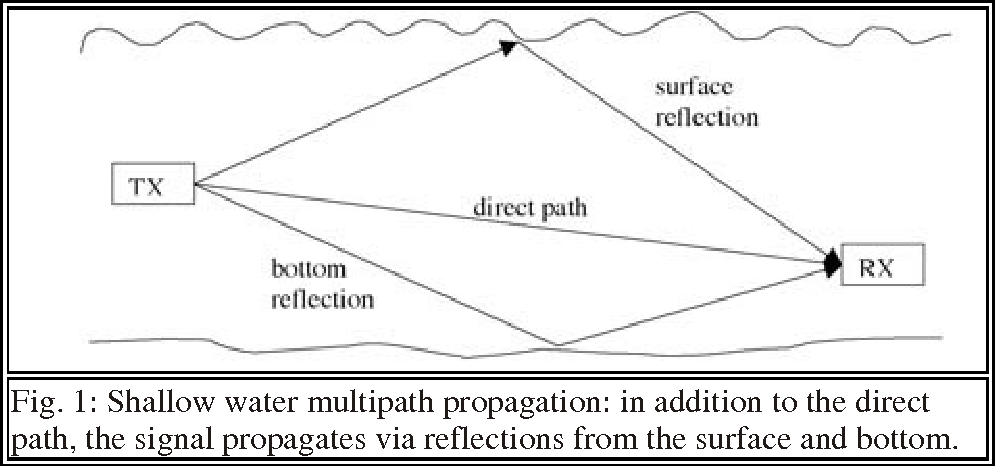 surface
reflection
TX
direct path
bottom
reflection
RX
Fig. 1: Shallow water multipath propagation: in addition to the direct
path, the signal propagates via reflections from the surface and bottom.